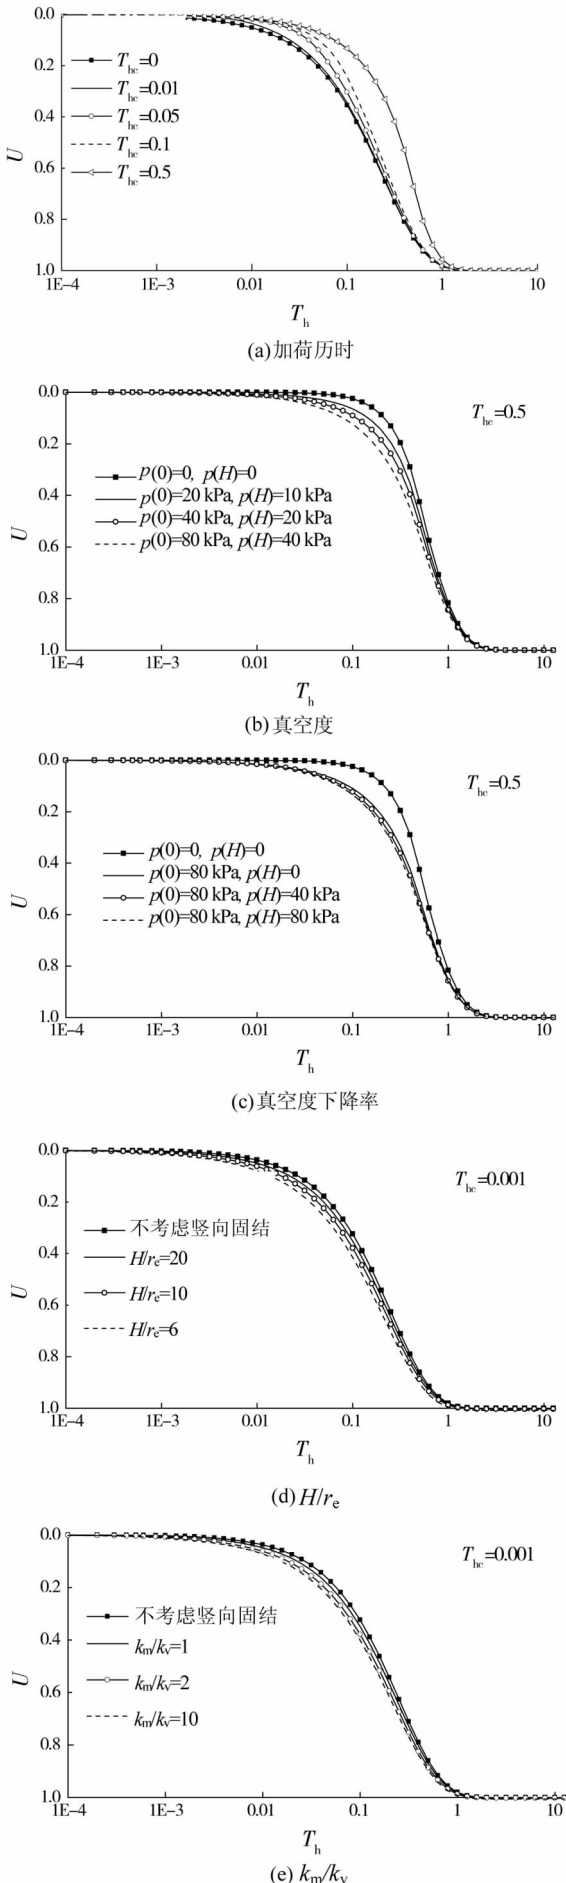 0.0
0.2
0.4
0.6
0.8
1.0
U
T_hc=0
T_hc=0.01
T_hc=0.05
T_hc=0.1
T_hc=0.5
1E-4 1E-3 0.01 0.1 1 10
T_h
(a)加荷历时
0.0
0.2
0.4
0.6
0.8
1.0
U
T_hc=0.5
p(0)=0, p(H)=0
p(0)=20 kPa, p(H)=10 kPa
p(0)=40 kPa, p(H)=20 kPa
p(0)=80 kPa, p(H)=40 kPa
1E-4 1E-3 0.01 0.1 1 10
T_h
(b)真空度
0.0
0.2
0.4
0.6
0.8
1.0
U
T_hc=0.5
p(0)=0, p(H)=0
p(0)=80 kPa, p(H)=0
p(0)=80 kPa, p(H)=40 kPa
p(0)=80 kPa, p(H)=80 kPa
1E-4 1E-3 0.01 0.1 1 10
T_h
(c)真空度下降率
0.0
0.2
0.4
0.6
0.8
1.0
U
T_hc=0.001
不考虑竖向固结
H/r_e=20
H/r_e=10
H/r_e=6
1E-4 1E-3 0.01 0.1 1 10
T_h
(d) H/r_e
0.0
0.2
0.4
0.6
0.8
1.0
U
T_hc=0.001
不考虑竖向固结
k_m/k_v=1
k_m/k_v=2
k_m/k_v=10
1E-4 1E-3 0.01 0.1 1 10
T_h
(e) k_m/k_v